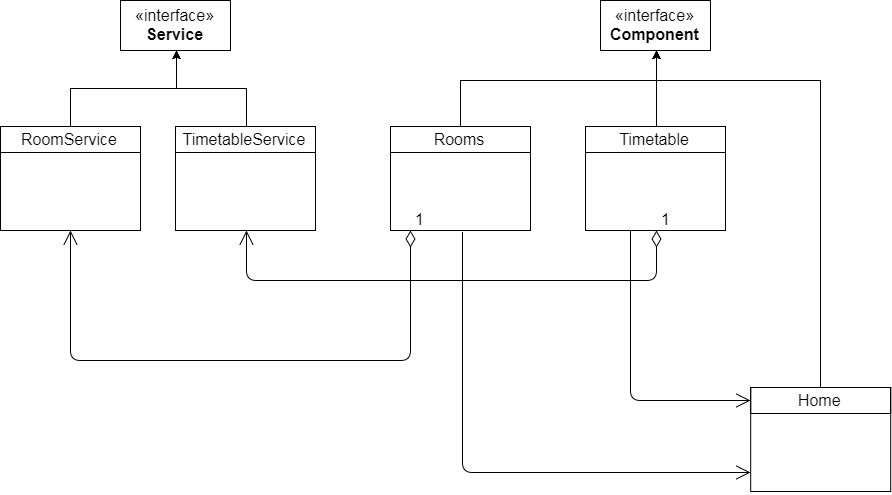 «interface»
Service
«interface»
Component
RoomService
TimetableService
Rooms
Timetable
1
1
Home